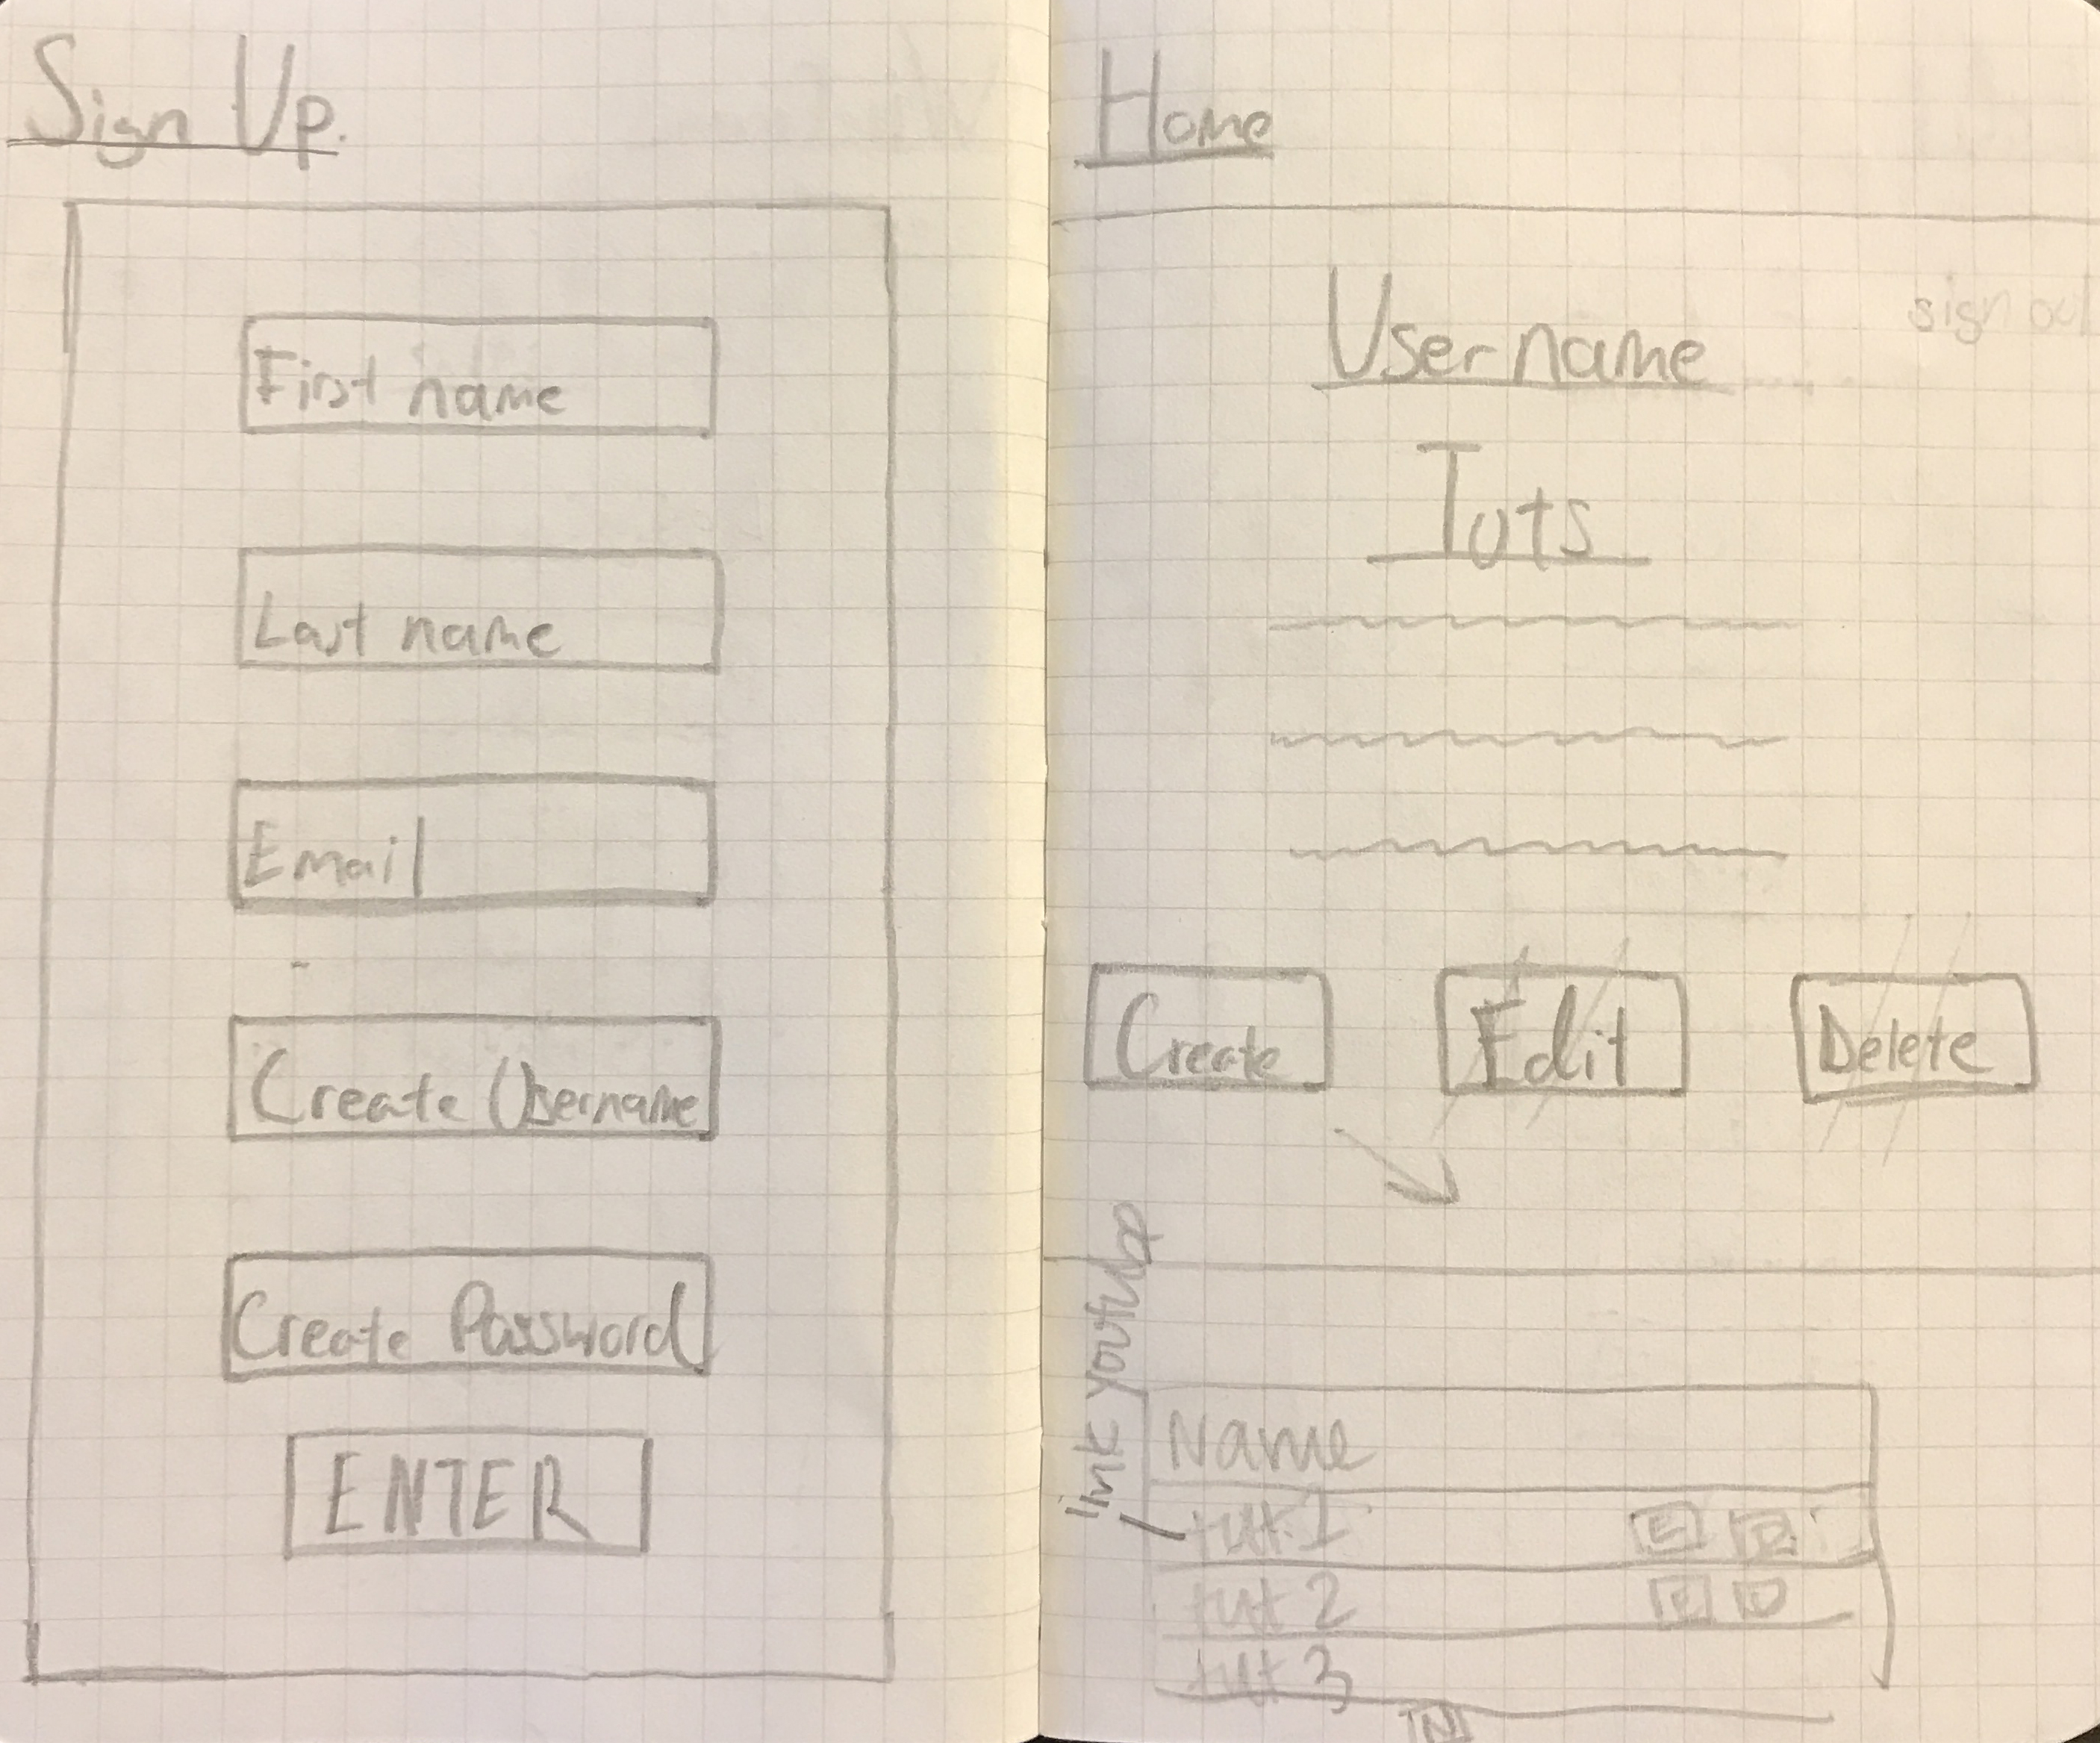 Sign Up.
First name
Last name
Email
Create Username
Create Password
ENTER
Home
sign out
Username
Tuts
Create Edit Delete
link youtube
Name
tut 1 E D
tut 2 E D
tut 3
N